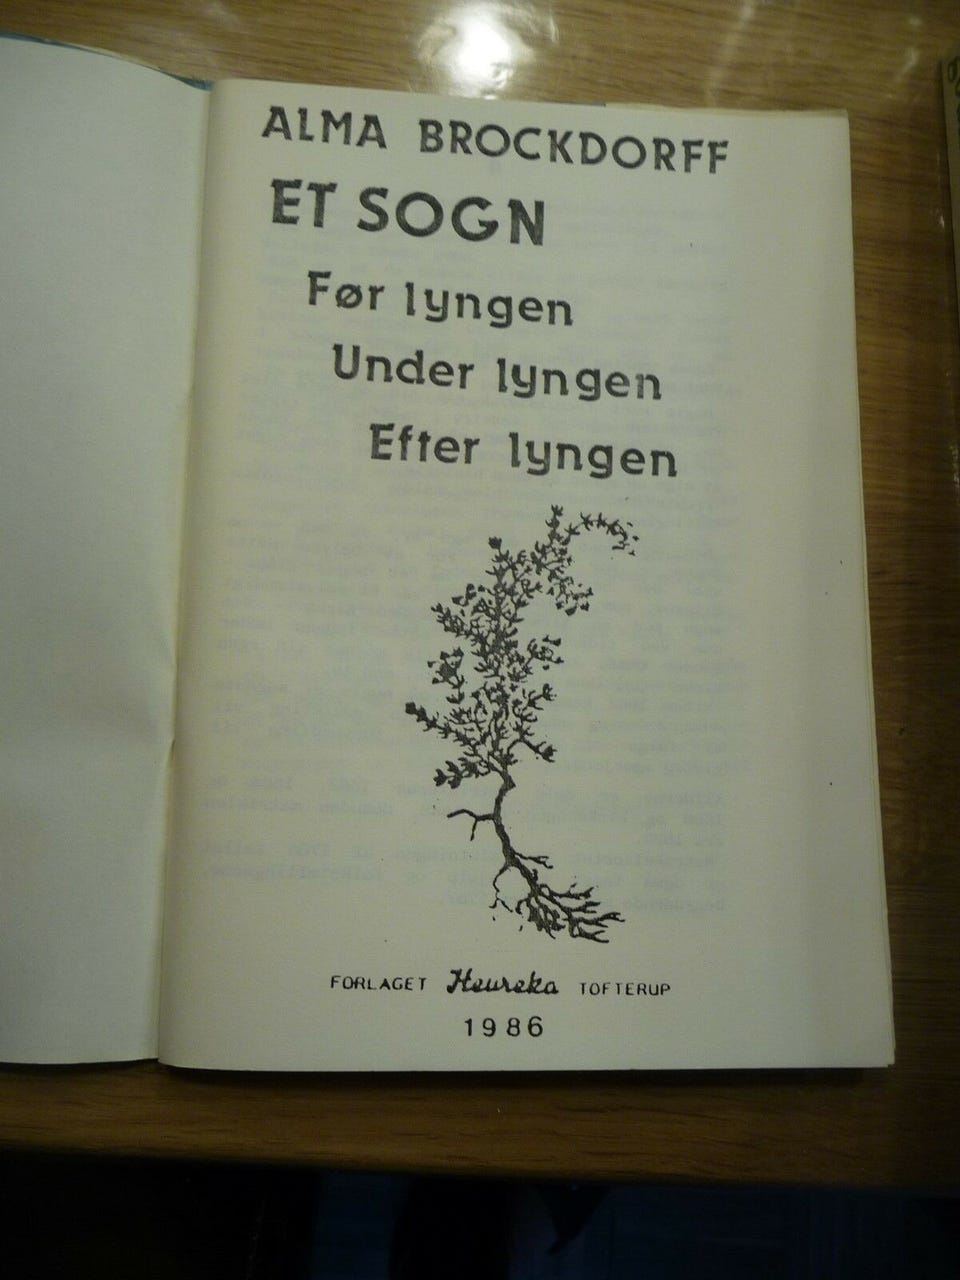 ALMA BROCKDORFF
ET SOGN
Før lyngen
Under lyngen
Efter lyngen
FORLAGET Heureka TOFTERUP
1986